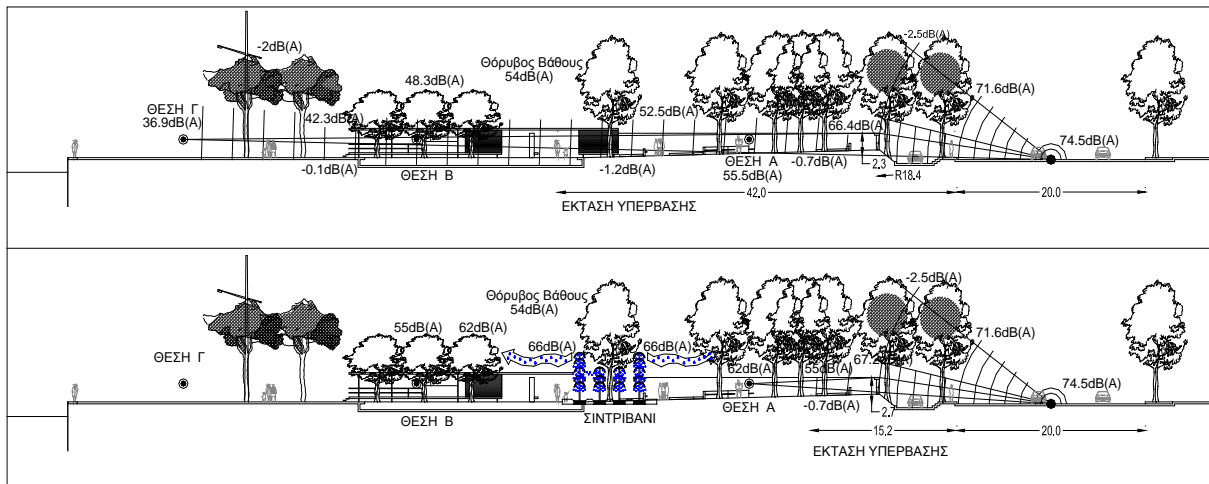 -2dB(A)
-2.5dB(A)
Θόρυβος Βάθους
54dB(A)
48.3dB(A)
71.6dB(A)
ΘΕΣΗ Γ
36.9dB(A)
42.3dB(A)
52.5dB(A)
66.4dB(A)
74.5dB(A)
-0.1dB(A)
ΘΕΣΗ Β
-1.2dB(A)
ΘΕΣΗ Α
55.5dB(A)
-0.7dB(A)
2.3
R18.4
42.0
20.0
ΕΚΤΑΣΗ ΥΠΕΡΒΑΣΗΣ
-2.5dB(A)
Θόρυβος Βάθους
54dB(A)
55dB(A)
62dB(A)
66dB(A)
66dB(A)
71.6dB(A)
ΘΕΣΗ Γ
62dB(A)
55dB(A)
74.5dB(A)
ΘΕΣΗ Β
ΣΙΝΤΡΙΒΑΝΙ
ΘΕΣΗ Α
-0.7dB(A)
2.7
15.2
20.0
ΕΚΤΑΣΗ ΥΠΕΡΒΑΣΗΣ